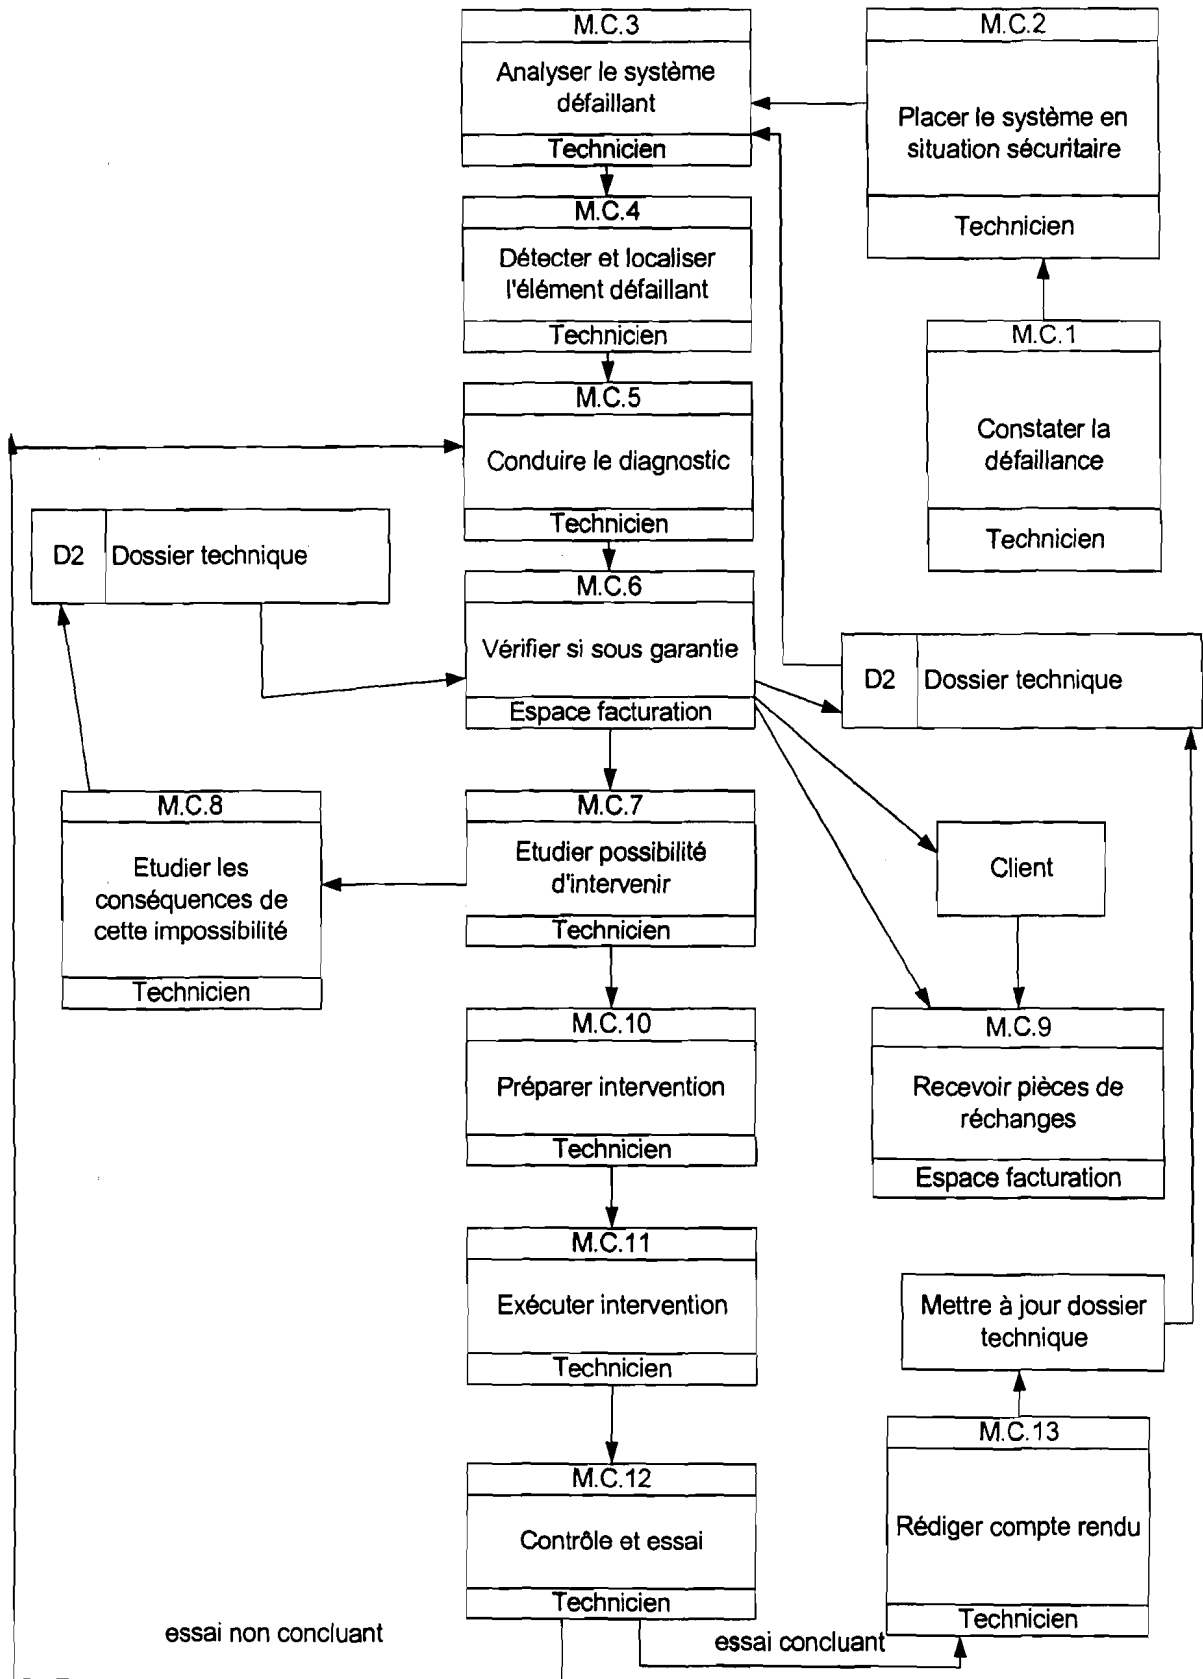 M.C.3
Analyser le système
défaillant
Technicien
M.C.2
Placer le système en
situation sécuritaire
Technicien
M.C.4
Détecter et localiser
l'élément défaillant
Technicien
M.C.1
Constater la
défaillance
Technicien
M.C.5
Conduire le diagnostic
Technicien
D2 Dossier technique
M.C.6
Vérifier si sous garantie
Espace facturation
D2 Dossier technique
M.C.8
Etudier les
conséquences de
cette impossibilité
Technicien
M.C.7
Etudier possibilité
d'intervenir
Technicien
Client
M.C.10
Préparer intervention
Technicien
M.C.9
Recevoir pièces de
réchanges
Espace facturation
M.C.11
Exécuter intervention
Technicien
Mettre à jour dossier
technique
M.C.12
Contrôle et essai
Technicien
M.C.13
Rédiger compte rendu
Technicien
essai non concluant
essai concluant